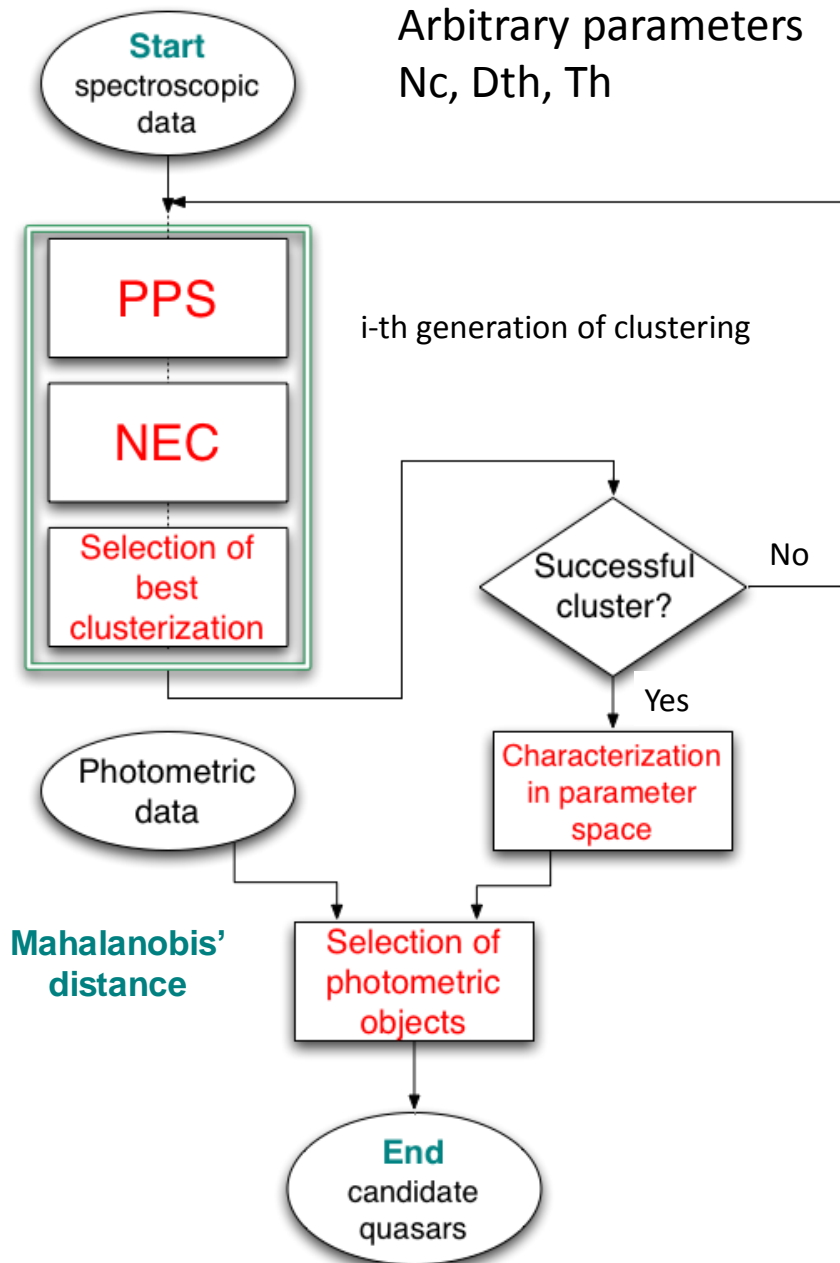 Arbitrary parameters
Nc, Dth, Th
Start
spectroscopic
data
PPS
i-th generation of clustering
NEC
Selection of
best
clusterization
Successful
cluster?
No
Yes
Photometric
data
Characterization
in parameter
space
Mahalanobis’
distance
Selection of
photometric
objects
End
candidate
quasars